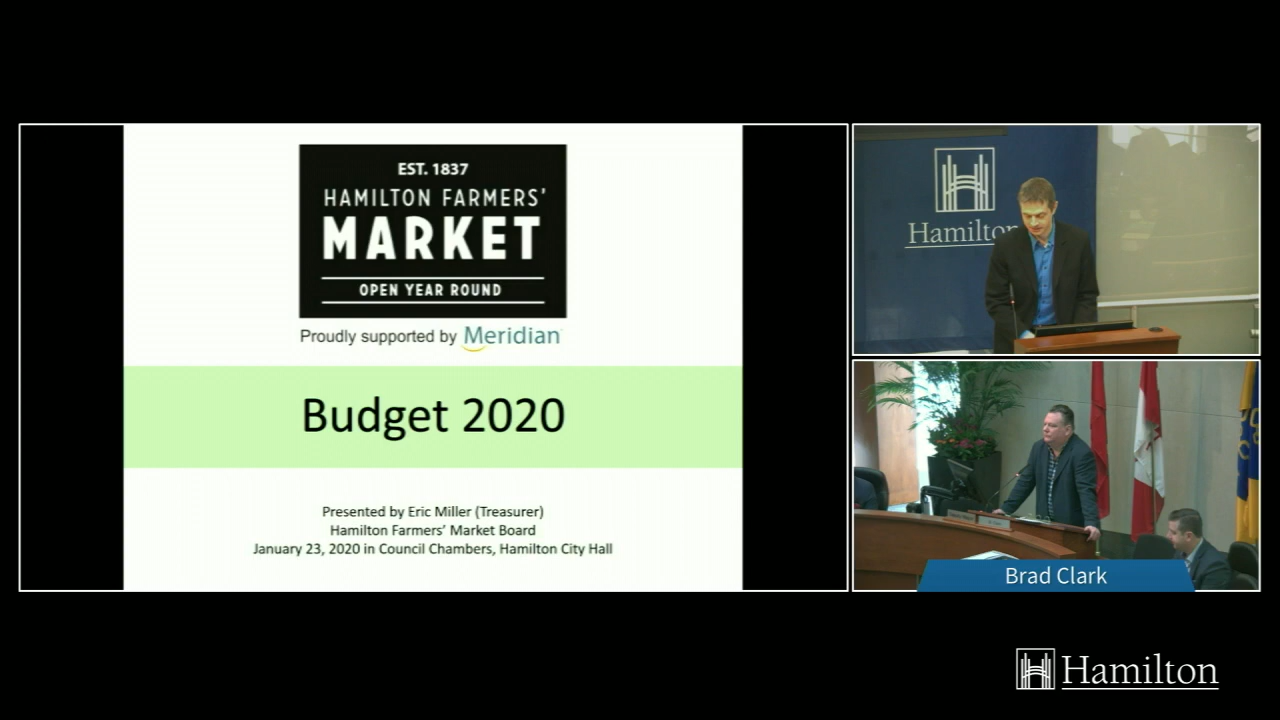 EST. 1837
HAMILTON FARMERS'
MARKET
OPEN YEAR ROUND
Proudly supported by Meridian
Budget 2020
Presented by Eric Miller (Treasurer)
Hamilton Farmers' Market Board
January 23, 2020 in Council Chambers, Hamilton City Hall
Hamilton
Brad Clark
Hamilton